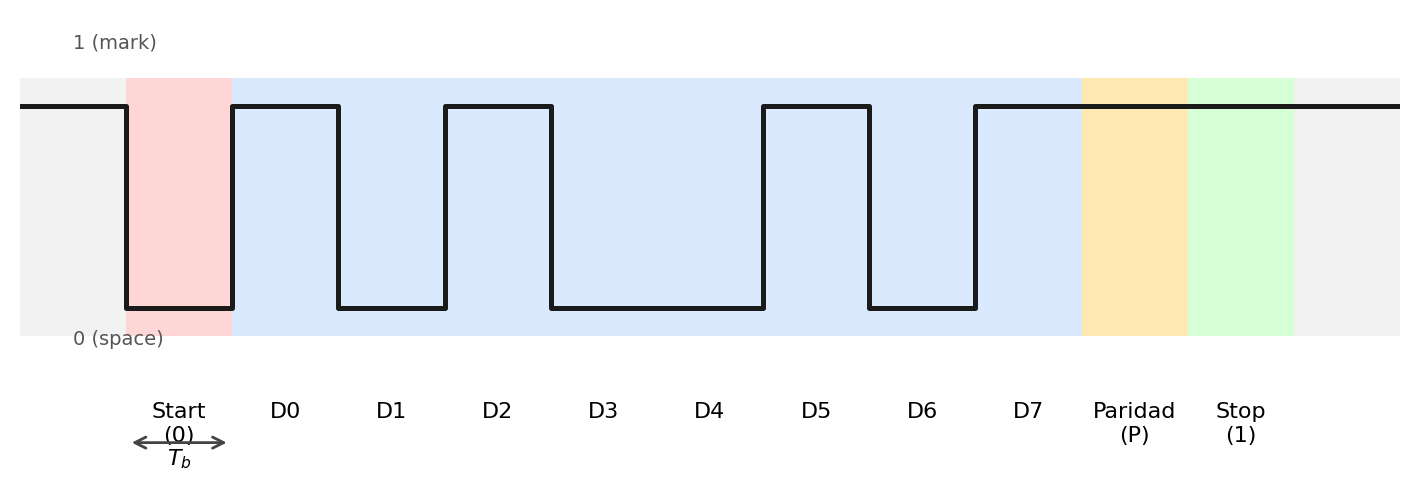 1 (mark)
0 (space)
Start D0 D1 D2 D3 D4 D5 D6 D7 Paridad Stop
(0) (P) (1)
T_b